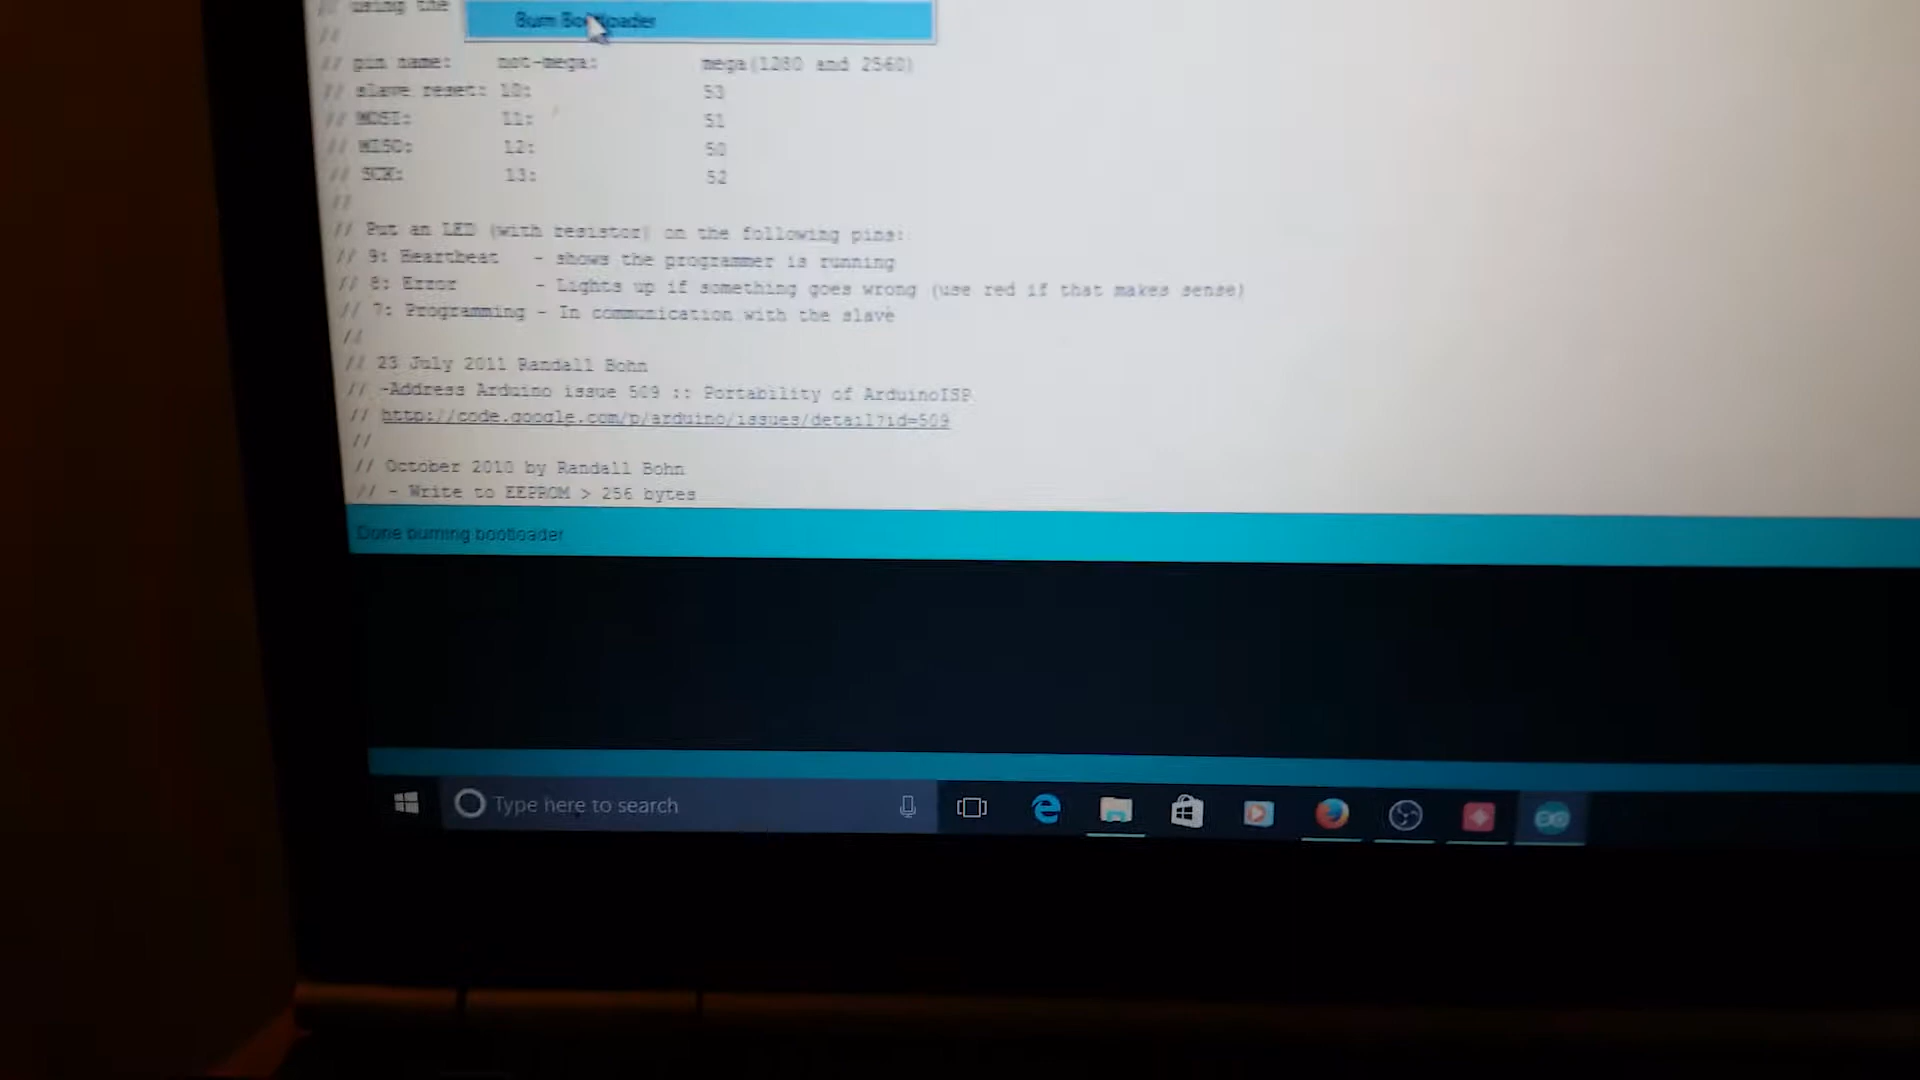 // using the
Burn Bootloader
//
// pin name: not-mega: mega(1280 and 2560)
// slave reset: 10: 53
// MOSI: 11: 51
// MISO: 12: 50
// SCK: 13: 52
//
// Put an LED (with resistor) on the following pins:
// 9: Heartbeat - shows the programmer is running
// 8: Error - Lights up if something goes wrong (use red if that makes sense)
// 7: Programming - In communication with the slave
//
// 23 July 2011 Randall Bohn
// -Address Arduino issue 509 :: Portability of ArduinoISP
// http://code.google.com/p/arduino/issues/detail?id=509
//
// October 2010 by Randall Bohn
// - Write to EEPROM > 256 bytes
Done burning bootloader
Type here to search